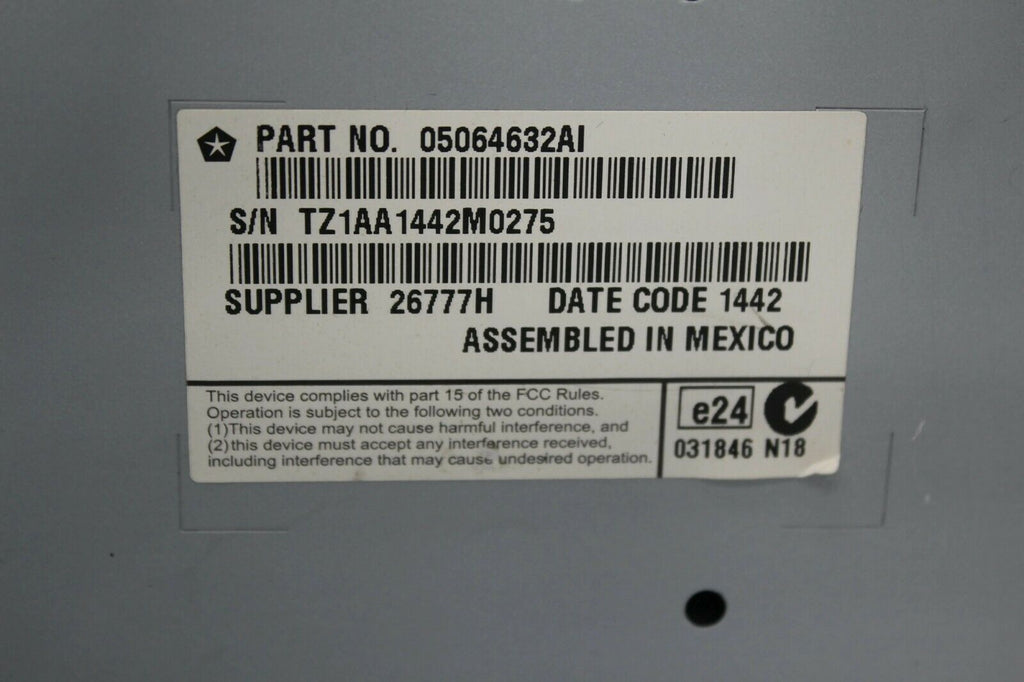 PART NO. 05064632AI
S/N TZ1AA1442M0275
SUPPLIER 26777H DATE CODE 1442
ASSEMBLED IN MEXICO
This device complies with part 15 of the FCC Rules.
Operation is subject to the following two conditions.
(1)This device may not cause harmful interference, and
(2)this device must accept any interference received,
including interference that may cause undesired operation.
e24
031846 N18